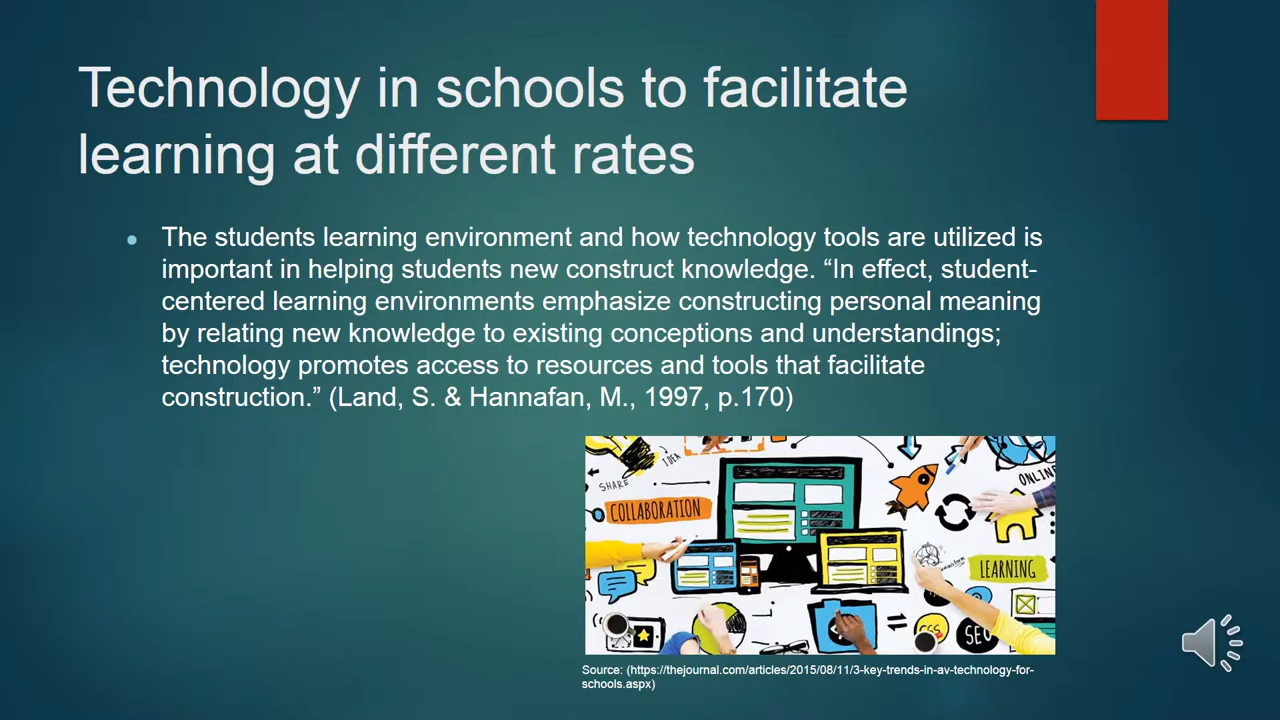 Technology in schools to facilitate
learning at different rates
The students learning environment and how technology tools are utilized is
important in helping students new construct knowledge. “In effect, student-
centered learning environments emphasize constructing personal meaning
by relating new knowledge to existing conceptions and understandings;
technology promotes access to resources and tools that facilitate
construction.” (Land, S. & Hannafan, M., 1997, p.170)
IDEA
SHARE
ONLINE
COLLABORATION
LEARNING
CSS
SEO
Source: (https://thejournal.com/articles/2015/08/11/3-key-trends-in-av-technology-for-
schools.aspx)